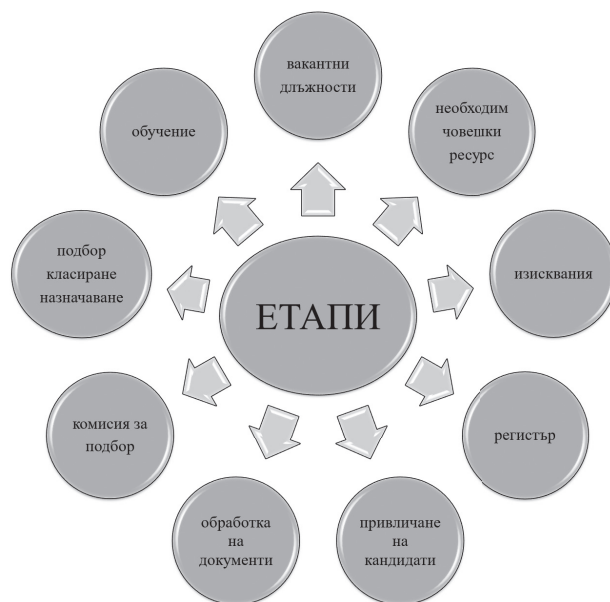 вакантни
длъжности
необходим
човешки
ресурс
изисквания
регистър
привличане
на
кандидати
обработка
на
документи
комисия за
подбор
подбор
класиране
назначаване
обучение
ЕТАПИ